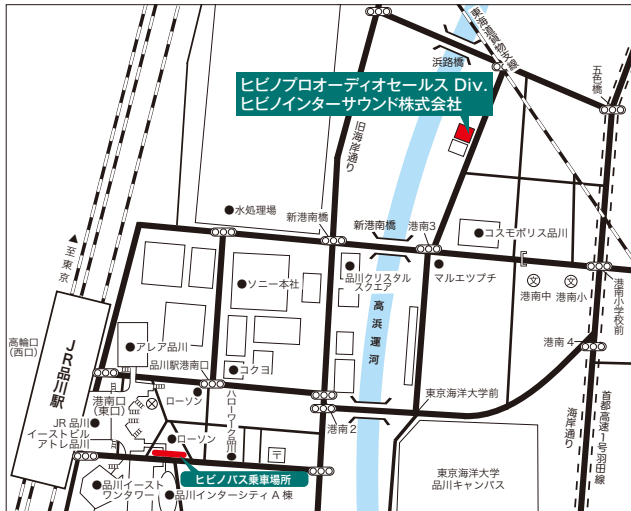 浜路橋
東海道貨物支線
五色橋
ヒビノプロオーディオセールス Div.
ヒビノインターサウンド株式会社
旧海岸通り
水処理場
新港南橋
新港南橋
港南3
コスモポリス品川
至東京
ソニー本社
品川クリスタル
スクエア
マルエツプチ
文
文
港南中
港南小
港南小学校前
高浜運河
高輪口
(西口)
JR品川駅
アレア品川
品川駅港南口
コクヨ
港南4
港南口
(東口)
ローソン
ハローワーク品川
東京海洋大学前
首都高速1号羽田線
海岸通り
JR品川
イーストビル
アトレ品川
ローソン
港南2
〒
ヒビノバス乗車場所
品川イースト
ワンタワー
品川インターシティA棟
東京海洋大学
品川キャンパス